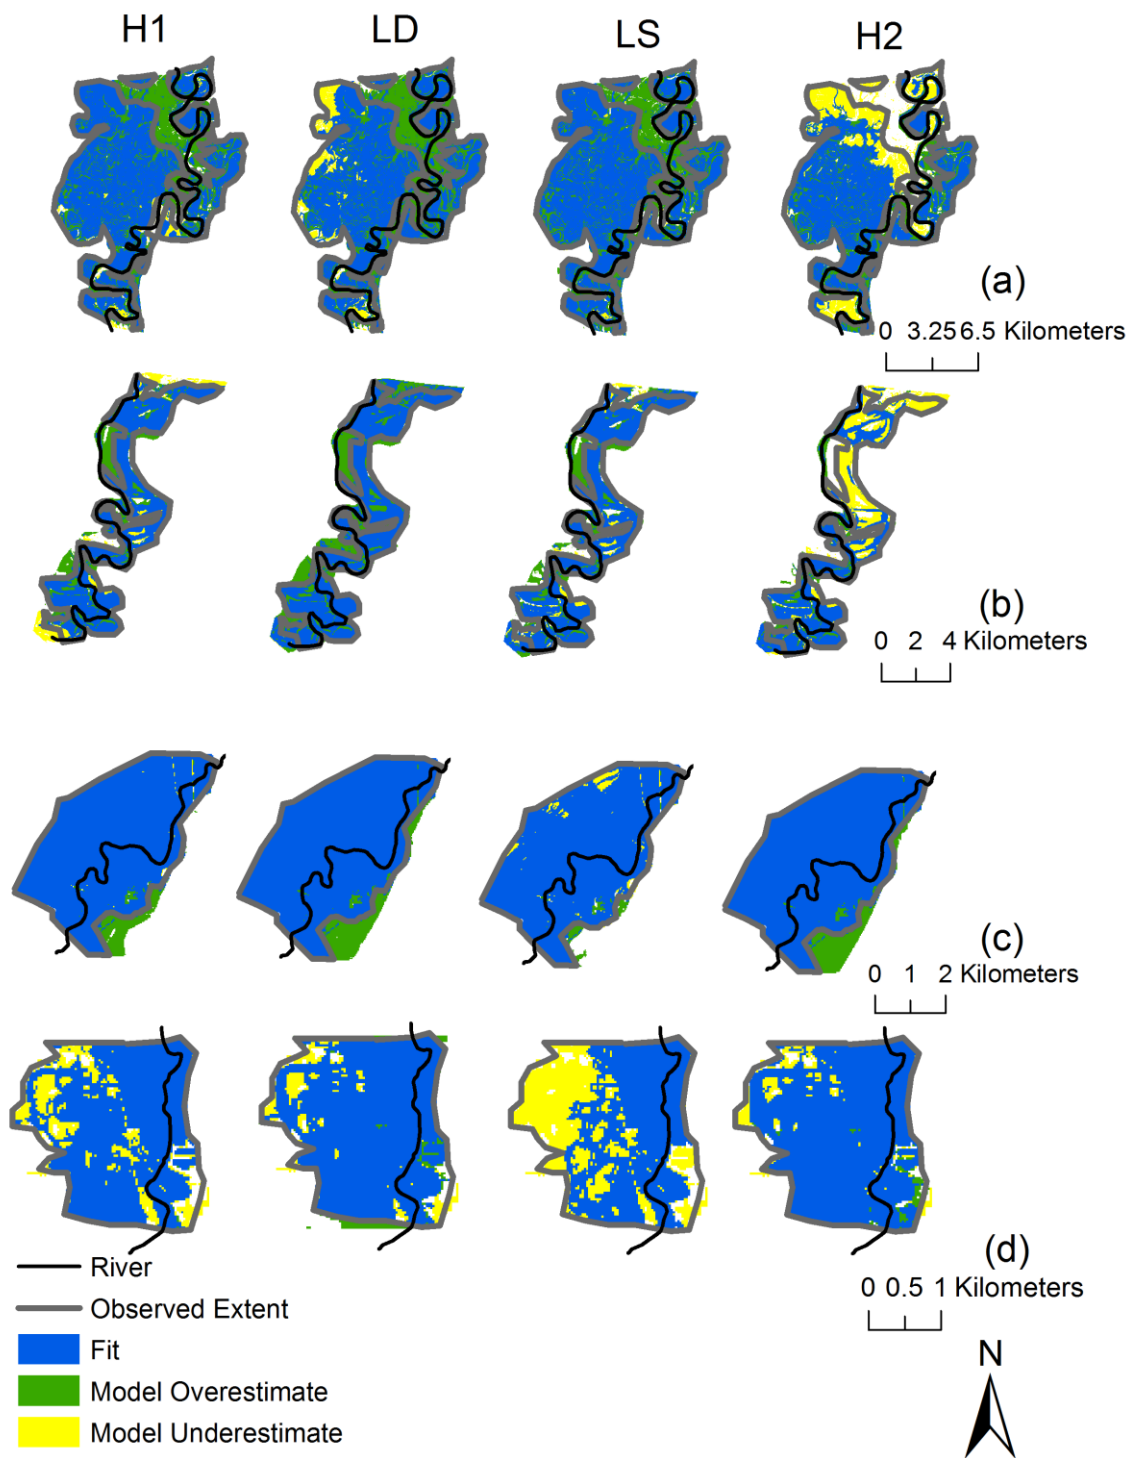 H1 LD LS H2
(a)
0 3.25 6.5 Kilometers
(b)
0 2 4 Kilometers
(c)
0 1 2 Kilometers
(d)
0 0.5 1 Kilometers
River
Observed Extent
Fit
Model Overestimate
Model Underestimate
N